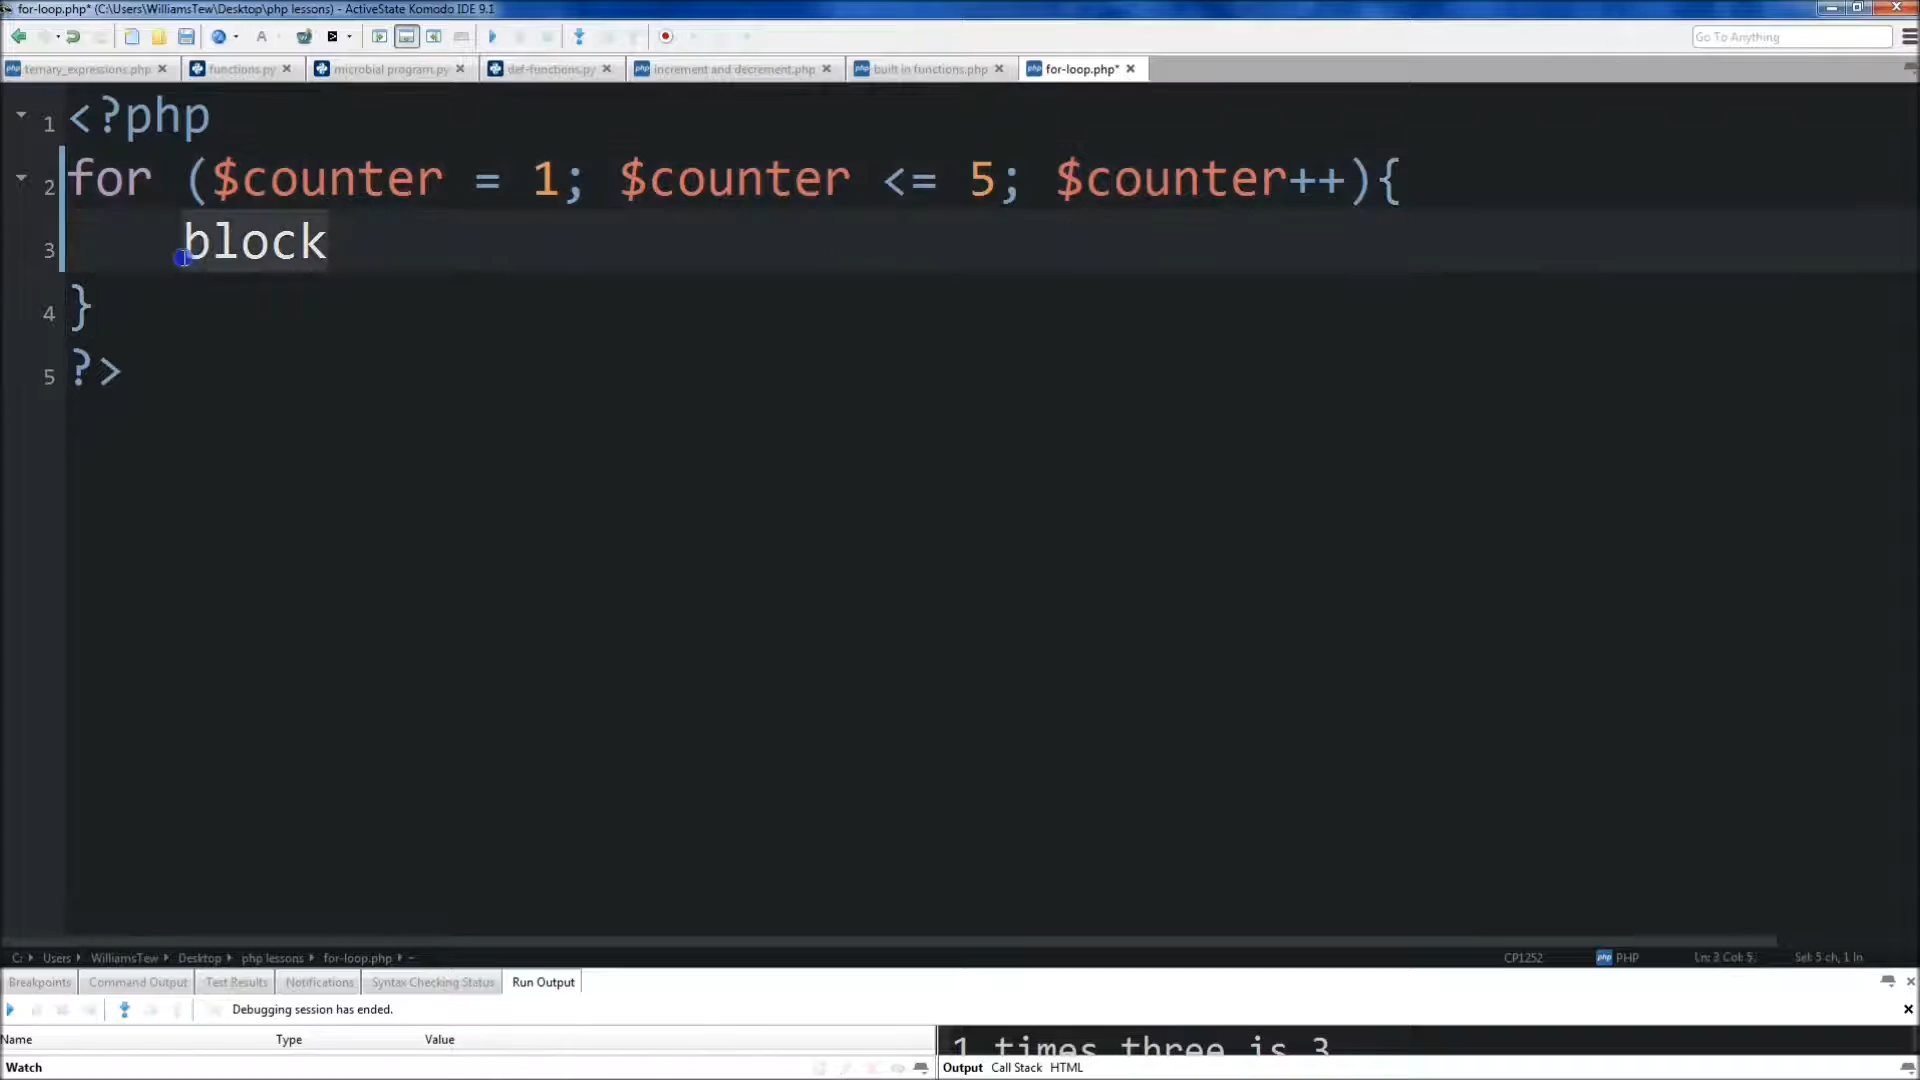 for-loop.php* (C:\Users\WilliamsTew\Desktop\php lessons) - ActiveState Komodo IDE 9.1
Go To Anything
ternary_expressions.php functions.py microbial program.py def-functions.py increment and decrement.php built in functions.php for-loop.php*
1 <?php
2 for ($counter = 1; $counter <= 5; $counter++){
3 block
4 }
5 ?>
C: Users WilliamsTew Desktop php lessons for-loop.php CP1252 PHP Ln: 3 Col: 5 Sel: 5 ch, 1 ln
Breakpoints Command Output Test Results Notifications Syntax Checking Status Run Output
Debugging session has ended.
Name Type Value
1 times three is 3
Watch
Output Call Stack HTML